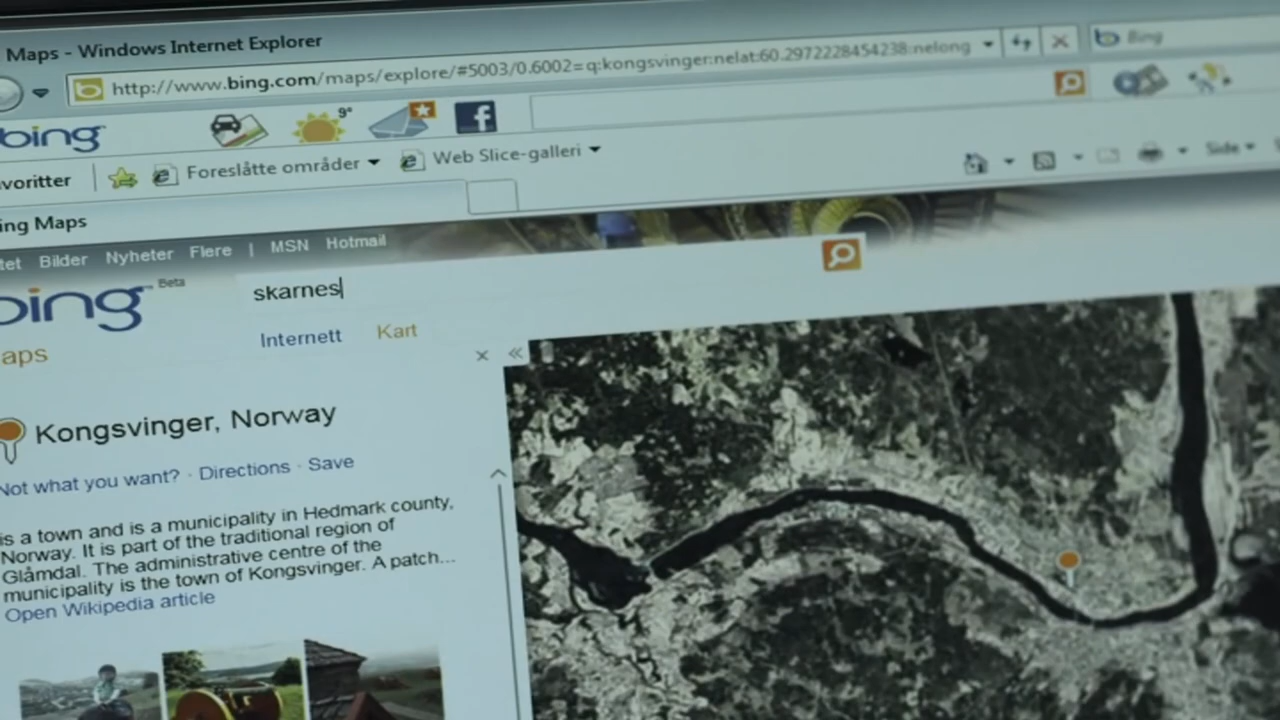 Maps - Windows Internet Explorer
http://www.bing.com/maps/explore/#5003/0.6002=q:kongsvinger:nelat:60.2972228454238:nelong
Bing
bing
9°
f
voritter
Foreslåtte områder
Web Slice-galleri
Side
ing Maps
tet Bilder Nyheter Flere | MSN Hotmail
bing Beta
skarnes
aps
Internett Kart
Kongsvinger, Norway
Not what you want? · Directions · Save
is a town and is a municipality in Hedmark county,
Norway. It is part of the traditional region of
Glåmdal. The administrative centre of the
municipality is the town of Kongsvinger. A patch...
Open Wikipedia article